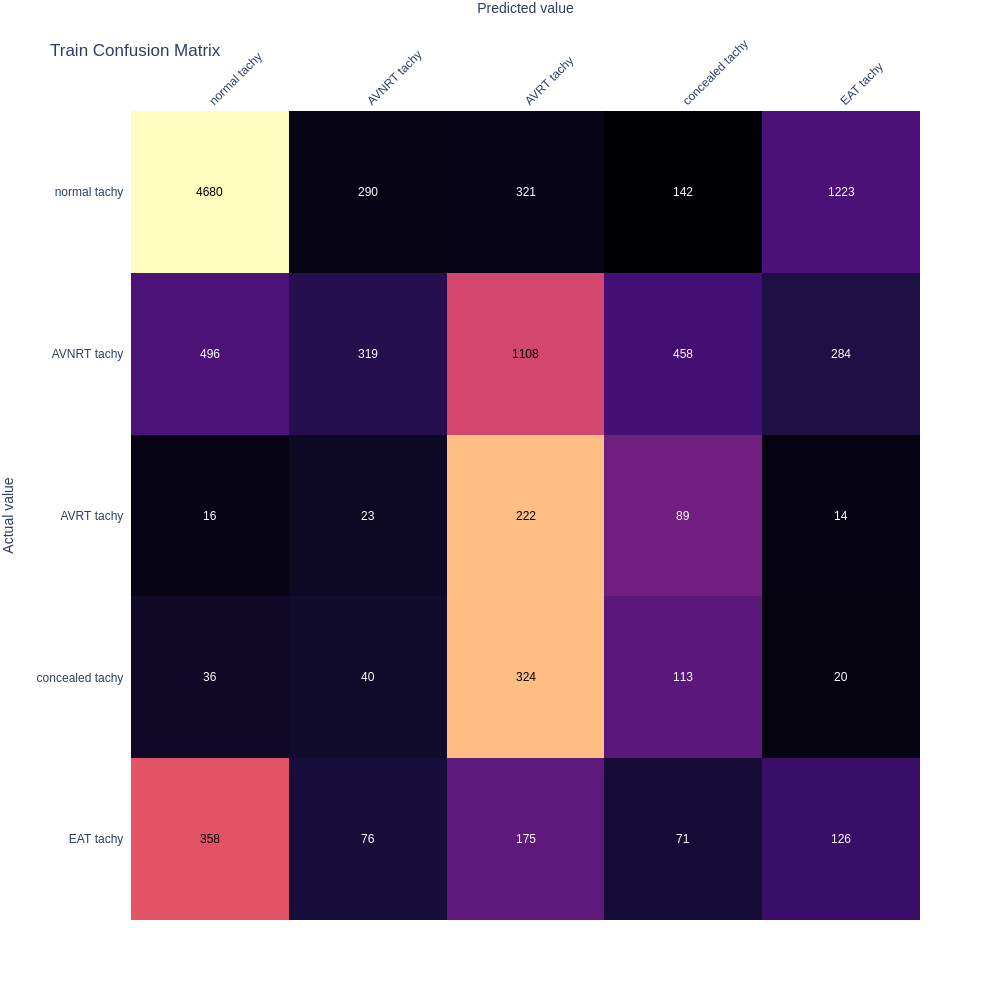 Predicted value
Train Confusion Matrix
normal tachy AVNRT tachy AVRT tachy concealed tachy EAT tachy
normal tachy 4680 290 321 142 1223
AVNRT tachy 496 319 1108 458 284
Actual value
AVRT tachy 16 23 222 89 14
concealed tachy 36 40 324 113 20
EAT tachy 358 76 175 71 126